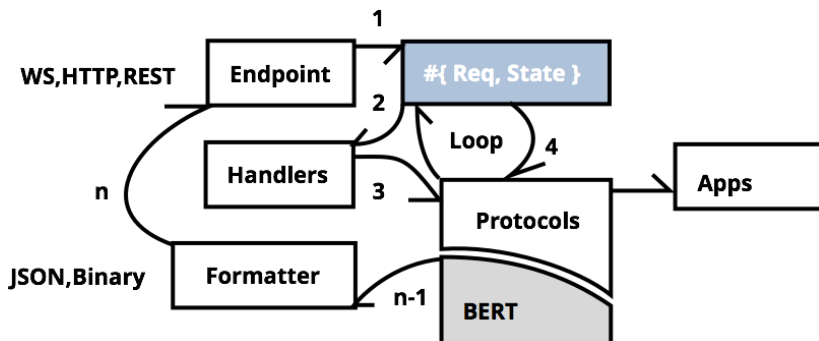 1
WS,HTTP,REST
Endpoint
#{ Req, State }
2
Loop
4
Handlers
3
Apps
n
Protocols
JSON,Binary
Formatter
n-1
BERT